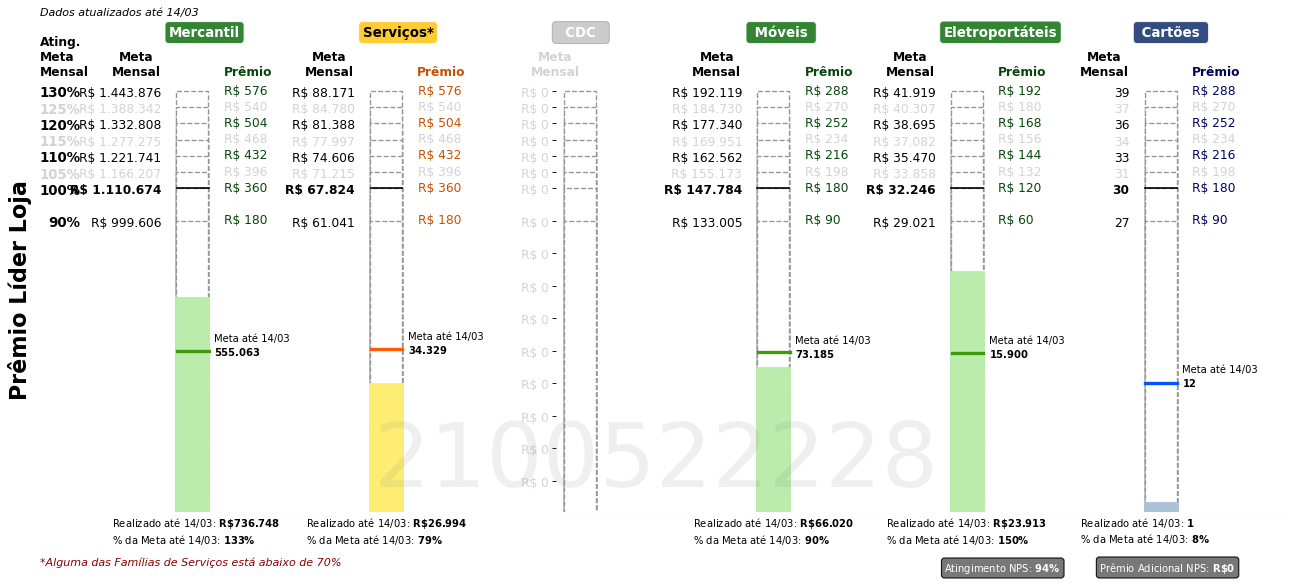 Dados atualizados até 14/03
Mercantil Serviços* CDC Móveis Eletroportáteis Cartões
Ating. Meta Mensal
Meta Mensal Prêmio Meta Mensal Prêmio Meta Mensal Meta Mensal Prêmio Meta Mensal Prêmio Meta Mensal Prêmio
130% R$ 1.443.876 R$ 576 R$ 88.171 R$ 576 R$ 0 R$ 192.119 R$ 288 R$ 41.919 R$ 192 39 R$ 288
125% R$ 1.388.342 R$ 540 R$ 84.780 R$ 540 R$ 0 R$ 184.730 R$ 270 R$ 40.307 R$ 180 37 R$ 270
120% R$ 1.332.808 R$ 504 R$ 81.388 R$ 504 R$ 0 R$ 177.340 R$ 252 R$ 38.695 R$ 168 36 R$ 252
115% R$ 1.277.275 R$ 468 R$ 77.997 R$ 468 R$ 0 R$ 169.951 R$ 234 R$ 37.082 R$ 156 34 R$ 234
110% R$ 1.221.741 R$ 432 R$ 74.606 R$ 432 R$ 0 R$ 162.562 R$ 216 R$ 35.470 R$ 144 33 R$ 216
105% R$ 1.166.207 R$ 396 R$ 71.215 R$ 396 R$ 0 R$ 155.173 R$ 198 R$ 33.858 R$ 132 31 R$ 198
100% R$ 1.110.674 R$ 360 R$ 67.824 R$ 360 R$ 0 R$ 147.784 R$ 180 R$ 32.246 R$ 120 30 R$ 180
90% R$ 999.606 R$ 180 R$ 61.041 R$ 180 R$ 0 R$ 133.005 R$ 90 R$ 29.021 R$ 60 27 R$ 90
R$ 0
R$ 0
R$ 0
R$ 0
R$ 0
R$ 0
R$ 0
R$ 0
Prêmio Líder Loja
Meta até 14/03 Meta até 14/03 Meta até 14/03 Meta até 14/03 Meta até 14/03
555.063 34.329 73.185 15.900 12
2100522228
Realizado até 14/03: R$736.748 Realizado até 14/03: R$26.994 Realizado até 14/03: R$66.020 Realizado até 14/03: R$23.913 Realizado até 14/03: 1
% da Meta até 14/03: 133% % da Meta até 14/03: 79% % da Meta até 14/03: 90% % da Meta até 14/03: 150% % da Meta até 14/03: 8%
*Alguma das Famílias de Serviços está abaixo de 70%
Atingimento NPS: 94% Prêmio Adicional NPS: R$0